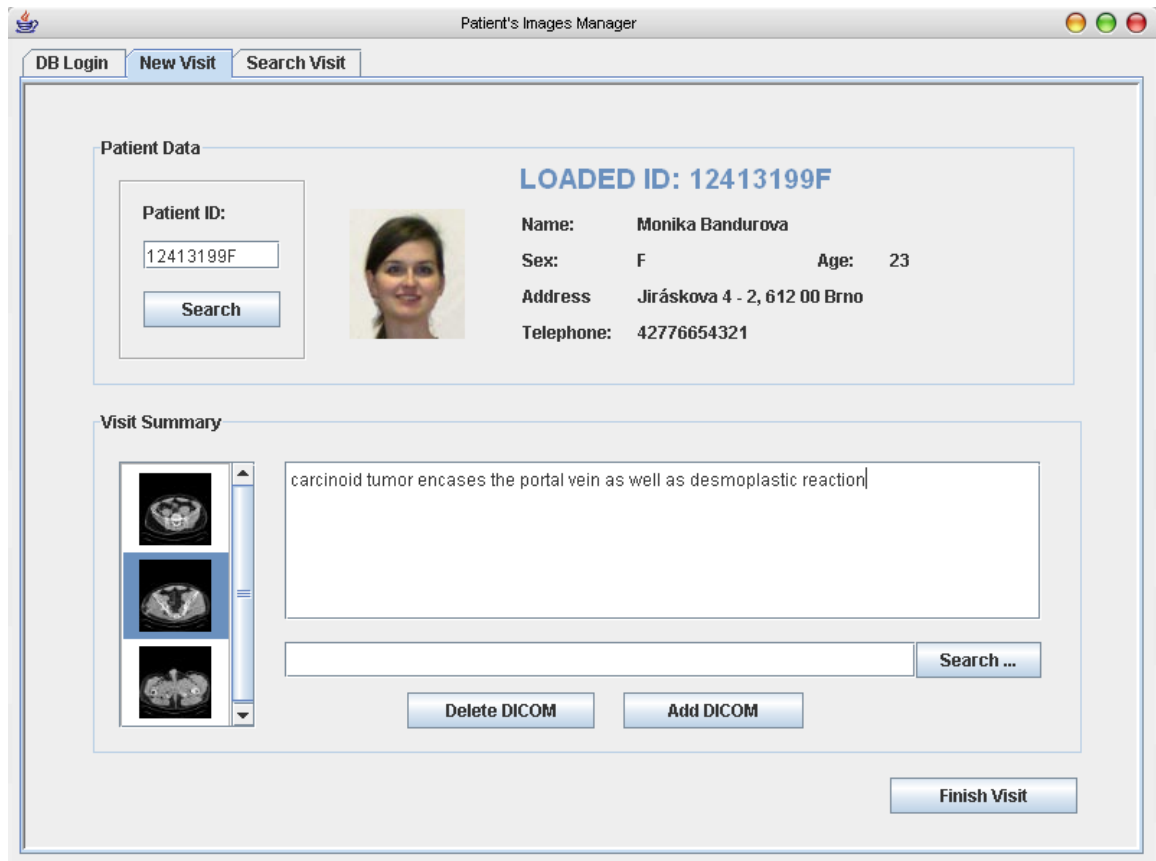 Patient's Images Manager
DB Login New Visit Search Visit
Patient Data
LOADED ID: 12413199F
Patient ID:
12413199F
Search
Name: Monika Bandurova
Sex: F Age: 23
Address Jiráskova 4 - 2, 612 00 Brno
Telephone: 42776654321
Visit Summary
carcinoid tumor encases the portal vein as well as desmoplastic reaction
Search ...
Delete DICOM Add DICOM
Finish Visit